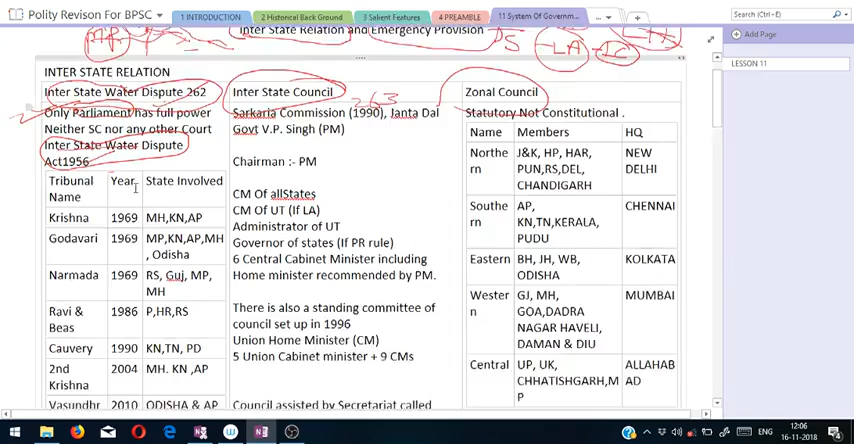 Polity Revison For BPSC
1 INTRODUCTION
2 Historical Back Ground
3 Salient Features
4 PREAMBLE
11 System Of Governm...
...
Search (Ctrl+E)
Add Page
LESSON 11
Inter State Relation and Emergency Provision
5
LA
INTER STATE RELATION
Inter State Water Dispute 262
Only Parliament has full power
Neither SC nor any other Court
Inter State Water Dispute
Act1956
Tribunal Name Year State Involved
Krishna 1969 MH,KN,AP
Godavari 1969 MP,KN,AP,MH
, Odisha
Narmada 1969 RS, Guj, MP,
MH
Ravi &
Beas 1986 P,HR,RS
Cauvery 1990 KN,TN, PD
2nd
Krishna 2004 MH. KN ,AP
Vasundhr 2010 ODISHA & AP
Inter State Council
263
Sarkaria Commission (1990), Janta Dal
Govt V.P. Singh (PM)
Chairman :- PM
CM Of allStates
CM Of UT (If LA)
Administrator of UT
Governor of states (If PR rule)
6 Central Cabinet Minister including
Home minister recommended by PM.
There is also a standing committee of
council set up in 1996
Union Home Minister (CM)
5 Union Cabinet minister + 9 CMs
Council assisted by Secretariat called
Zonal Council
Statutory Not Constitutional .
Name Members HQ
Northe
rn J&K, HP, HAR,
PUN,RS,DEL,
CHANDIGARH NEW
DELHI
Southe
rn AP,
KN,TN,KERALA,
PUDU CHENNAI
Eastern BH, JH, WB,
ODISHA KOLKATA
Wester
n GJ, MH,
GOA,DADRA
NAGAR HAVELI,
DAMAN & DIU MUMBAI
Central UP, UK,
CHHATISHGARH,M
P ALLAHAB
AD
ENG
12:06
16-11-2018